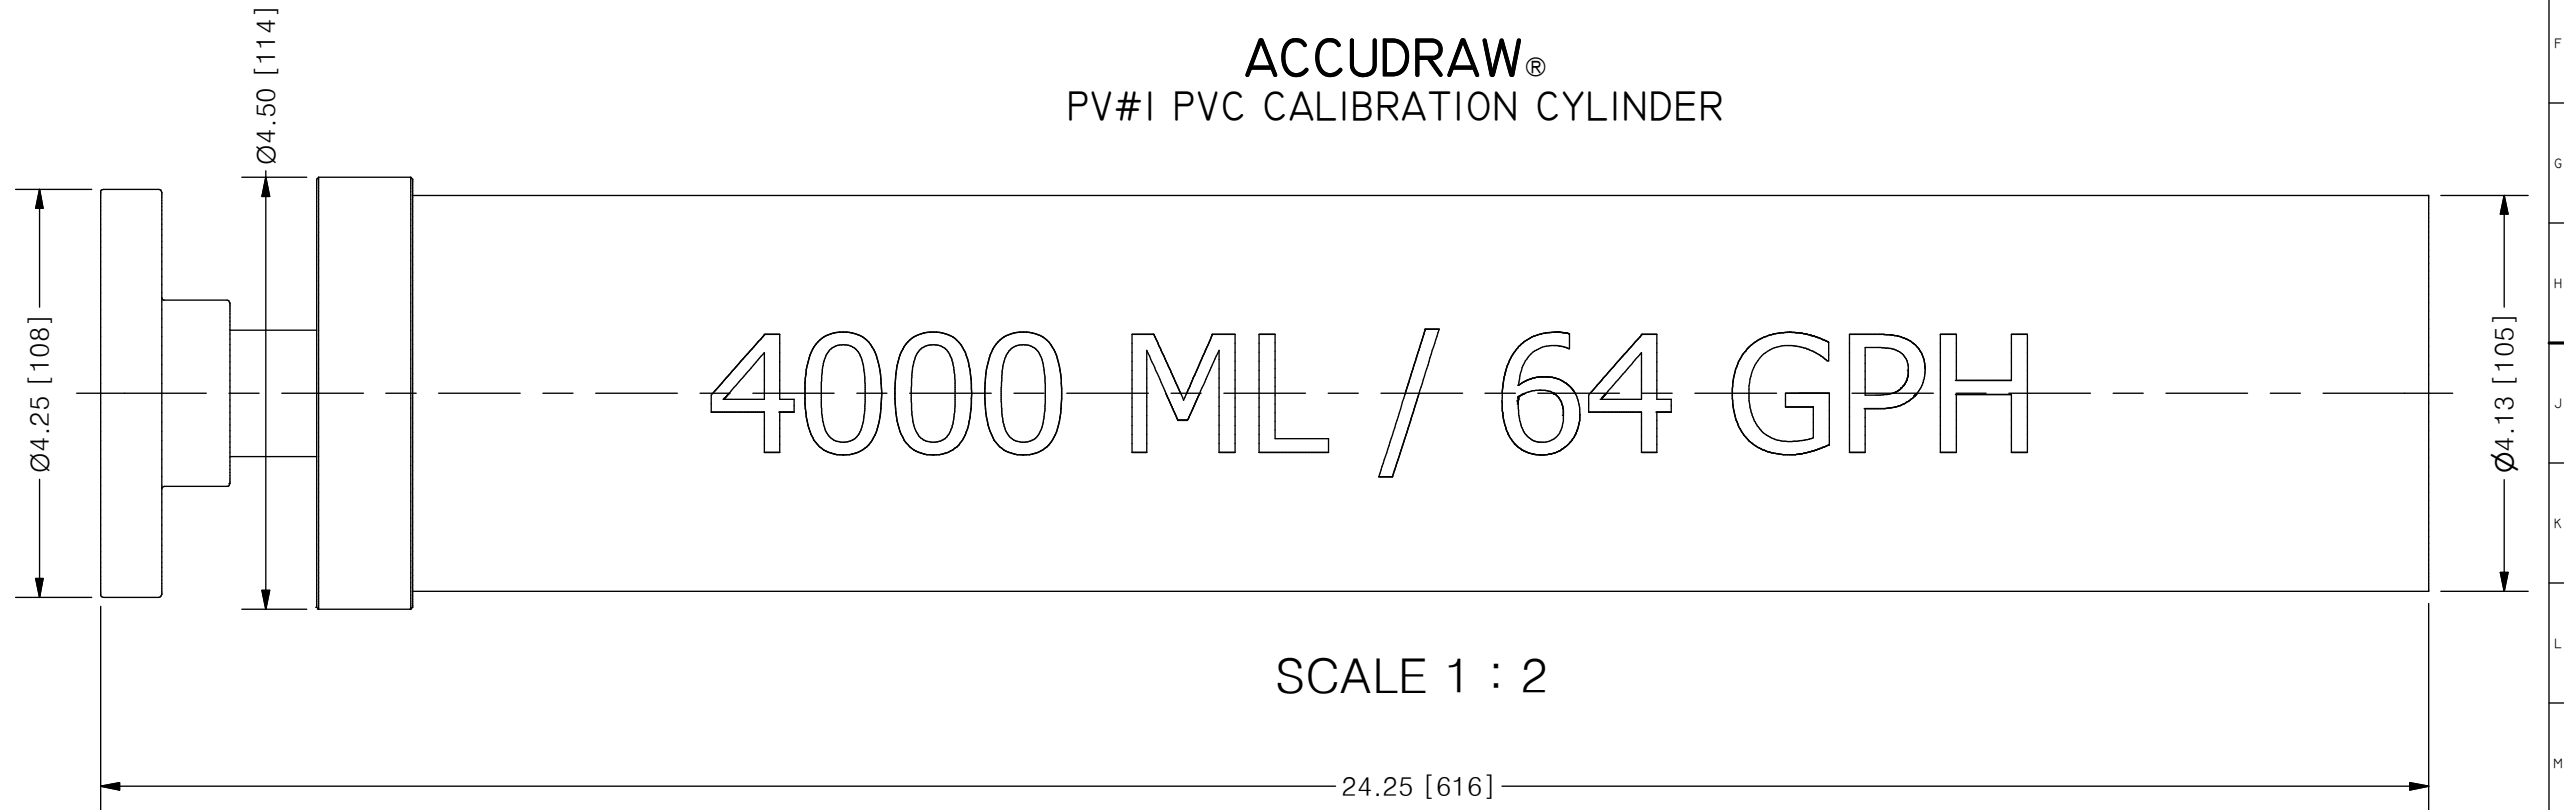 ACCUDRAW®
PV#1 PVC CALIBRATION CYLINDER
Ø4.50 [114]
Ø4.25 [108]
4000 ML / 64 GPH
Ø4.13 [105]
SCALE 1 : 2
24.25 [616]
F
G
H
J
K
L
M